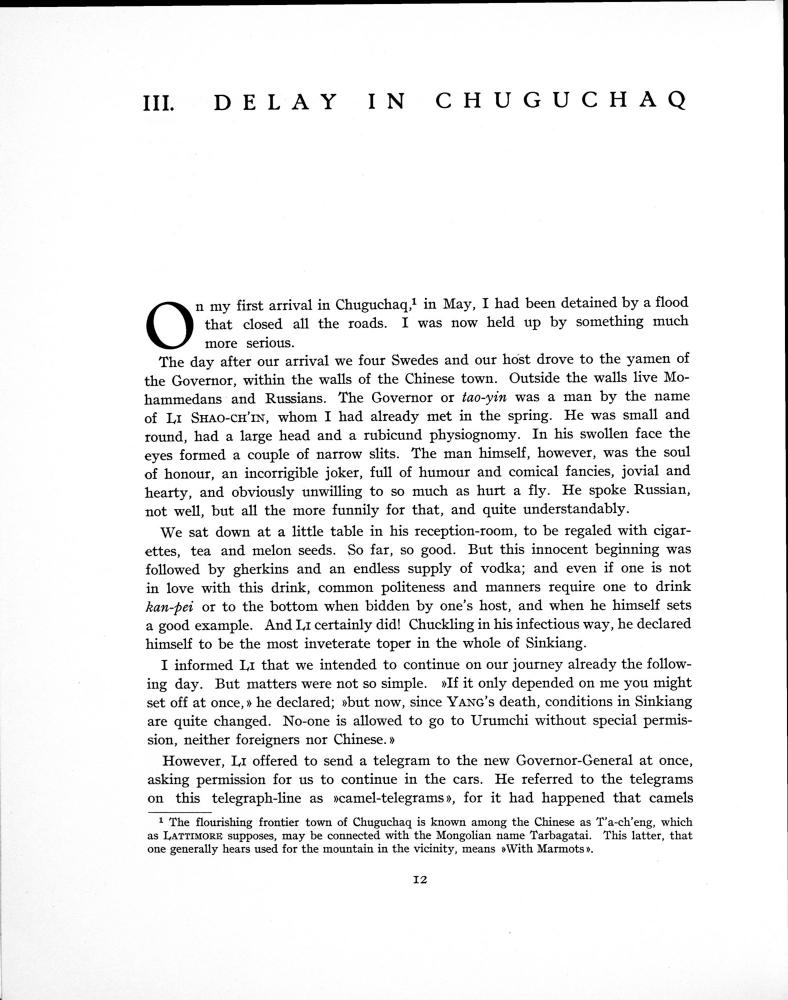 III. DELAY IN CHUGUCHAQ
On my first arrival in Chuguchaq,¹ in May, I had been detained by a flood
that closed all the roads. I was now held up by something much
more serious.
The day after our arrival we four Swedes and our host drove to the yamen of
the Governor, within the walls of the Chinese town. Outside the walls live Mo-
hammedans and Russians. The Governor or tao-yin was a man by the name
of LI SHAO-CH'IN, whom I had already met in the spring. He was small and
round, had a large head and a rubicund physiognomy. In his swollen face the
eyes formed a couple of narrow slits. The man himself, however, was the soul
of honour, an incorrigible joker, full of humour and comical fancies, jovial and
hearty, and obviously unwilling to so much as hurt a fly. He spoke Russian,
not well, but all the more funnily for that, and quite understandably.
We sat down at a little table in his reception-room, to be regaled with cigar-
ettes, tea and melon seeds. So far, so good. But this innocent beginning was
followed by gherkins and an endless supply of vodka; and even if one is not
in love with this drink, common politeness and manners require one to drink
kan-pei or to the bottom when bidden by one's host, and when he himself sets
a good example. And LI certainly did! Chuckling in his infectious way, he declared
himself to be the most inveterate toper in the whole of Sinkiang.
I informed LI that we intended to continue on our journey already the follow-
ing day. But matters were not so simple. »If it only depended on me you might
set off at once,» he declared; »but now, since YANG's death, conditions in Sinkiang
are quite changed. No-one is allowed to go to Urumchi without special permis-
sion, neither foreigners nor Chinese.»
However, LI offered to send a telegram to the new Governor-General at once,
asking permission for us to continue in the cars. He referred to the telegrams
on this telegraph-line as »camel-telegrams», for it had happened that camels
¹ The flourishing frontier town of Chuguchaq is known among the Chinese as T'a-ch'eng, which
as LATTIMORE supposes, may be connected with the Mongolian name Tarbagatai. This latter, that
one generally hears used for the mountain in the vicinity, means »With Marmots».
12